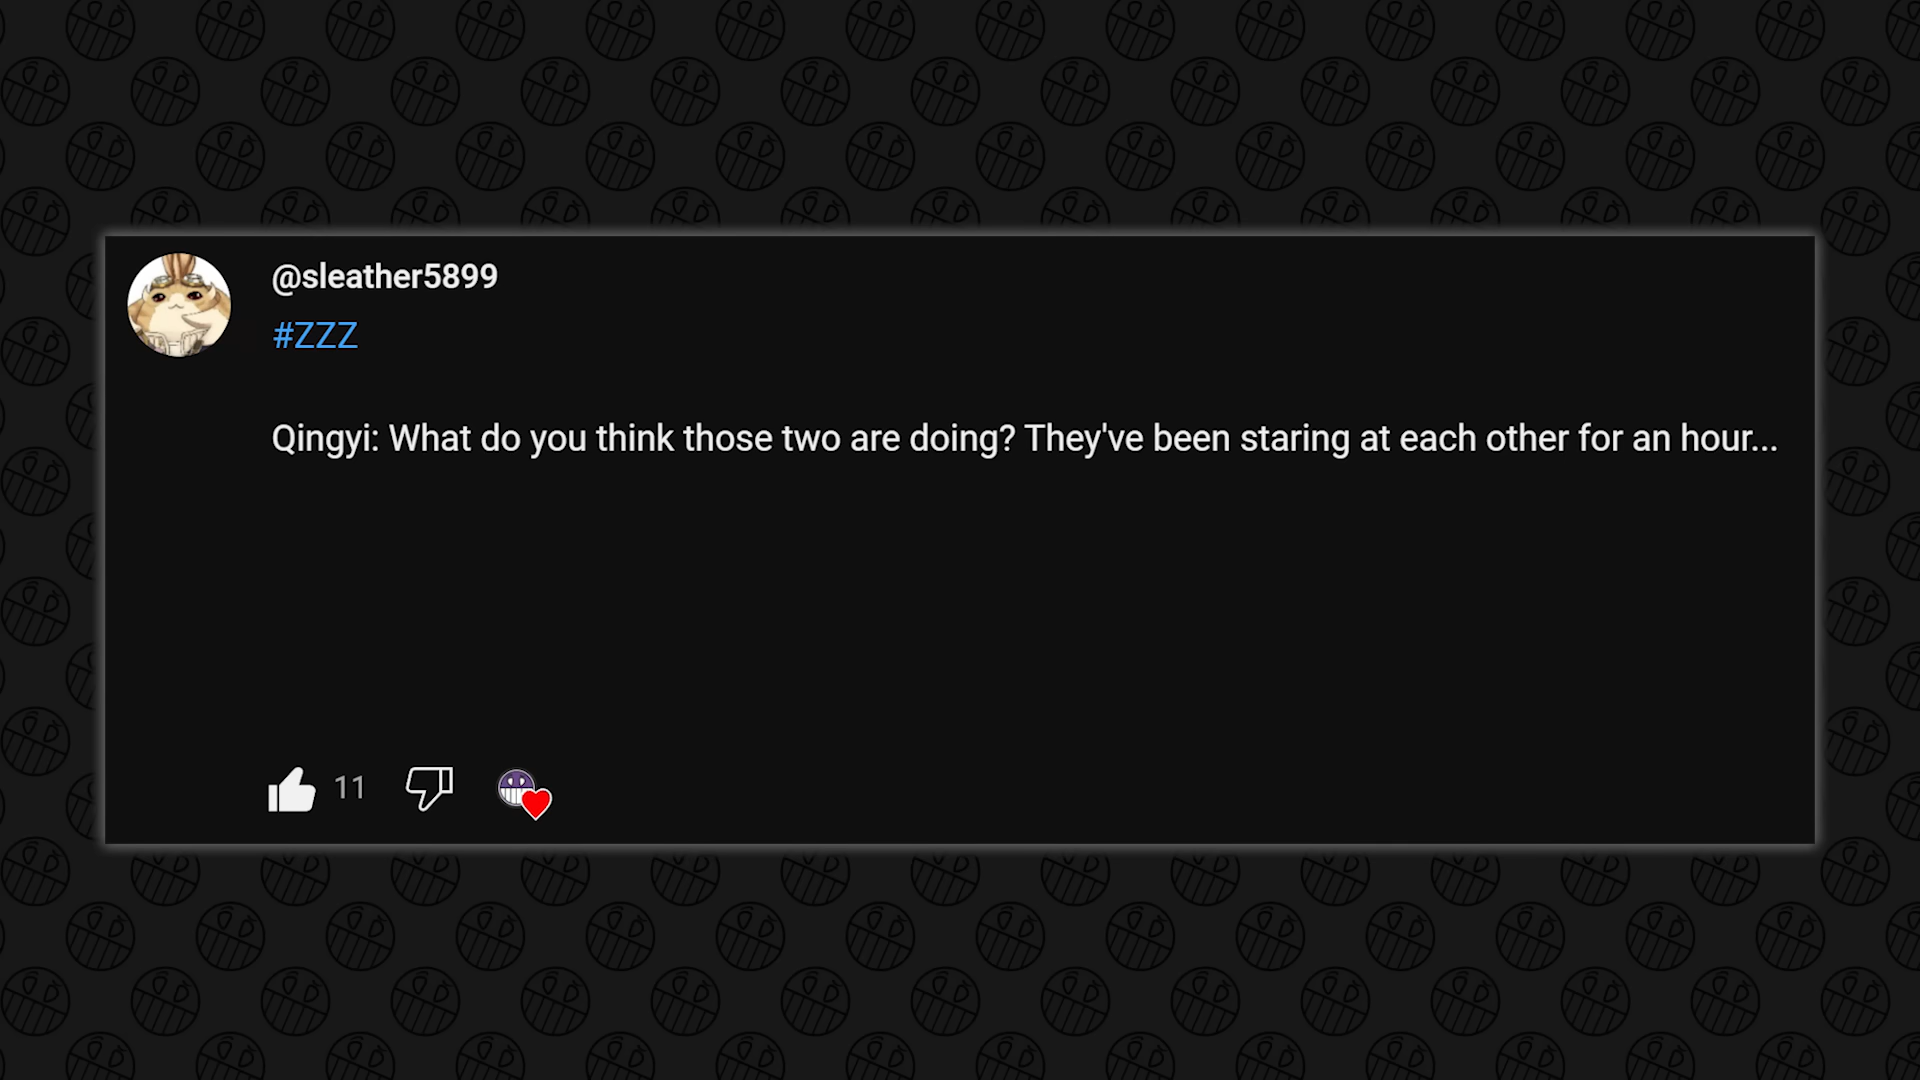 @sleather5899
#ZZZ
Qingyi: What do you think those two are doing? They've been staring at each other for an hour...
11